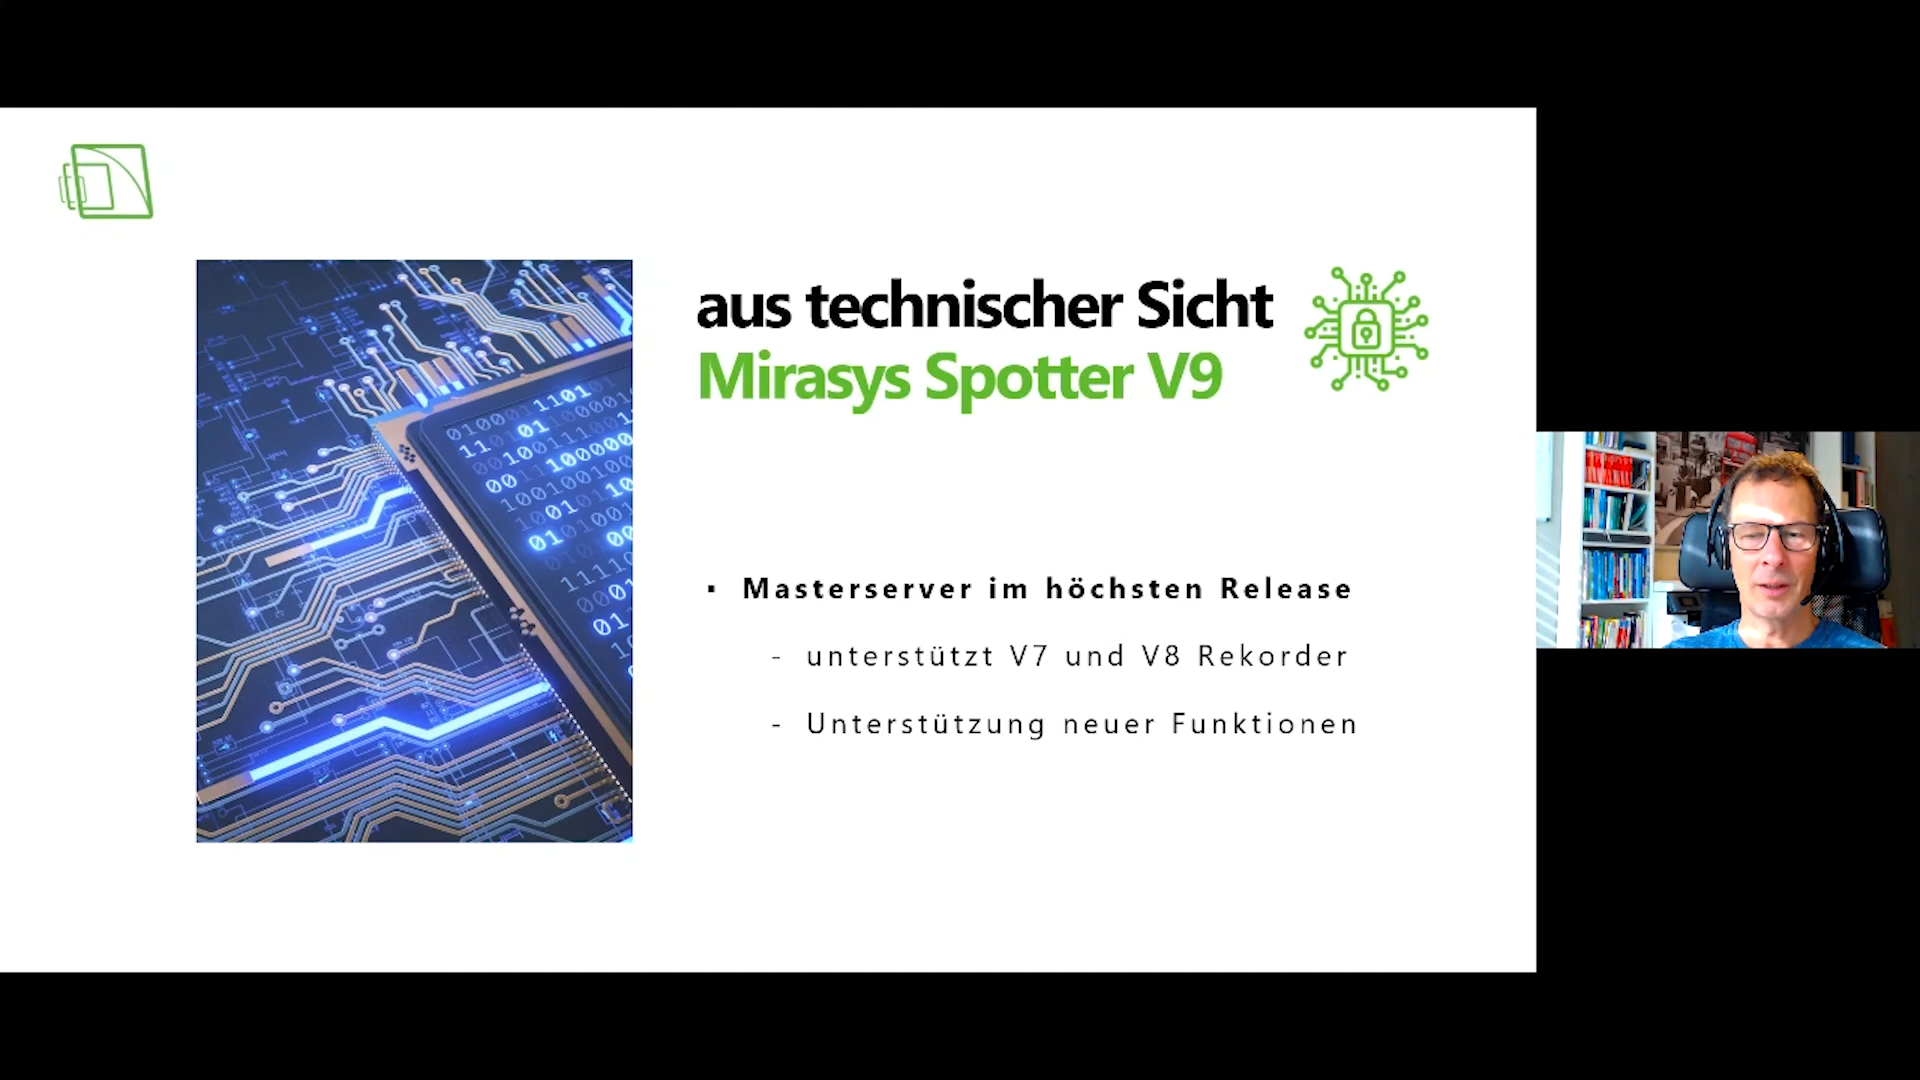 aus technischer Sicht
Mirasys Spotter V9
▪ Masterserver im höchsten Release
- unterstützt V7 und V8 Rekorder
- Unterstützung neuer Funktionen